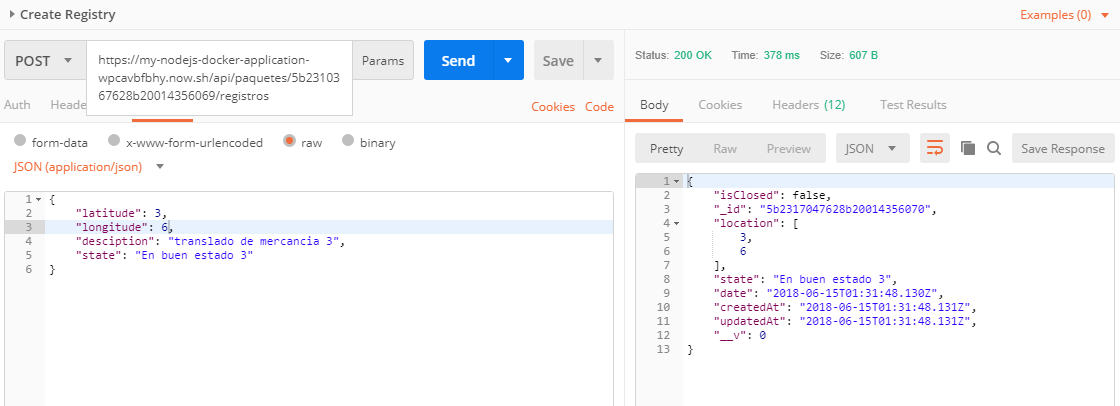 Create Registry
Examples (0)
POST
https://my-nodejs-docker-application-
wpcavbfbhy.now.sh/api/paquetes/5b23103
67628b20014356069/registros
Params
Send
Save
Auth Heade
Cookies Code
form-data x-www-form-urlencoded raw binary
JSON (application/json)
1 {
2 "latitude": 3,
3 "longitude": 6,
4 "desciption": "translado de mercancia 3",
5 "state": "En buen estado 3"
6 }
Status: 200 OK Time: 378 ms Size: 607 B
Body Cookies Headers (12) Test Results
Pretty Raw Preview JSON Save Response
1 {
2 "isClosed": false,
3 "_id": "5b2317047628b20014356070",
4 "location": [
5 3,
6 6
7 ],
8 "state": "En buen estado 3",
9 "date": "2018-06-15T01:31:48.130Z",
10 "createdAt": "2018-06-15T01:31:48.131Z",
11 "updatedAt": "2018-06-15T01:31:48.131Z",
12 "__v": 0
13 }